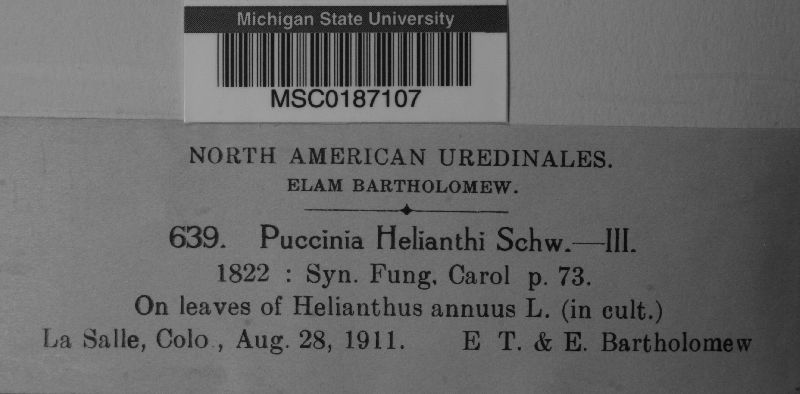 Michigan State University
MSC0187107
NORTH AMERICAN UREDINALES.
ELAM BARTHOLOMEW.
639. Puccinia Helianthi Schw.—III.
1822 : Syn. Fung. Carol p. 73.
On leaves of Helianthus annuus L. (in cult.)
La Salle, Colo., Aug. 28, 1911. E T. & E. Bartholomew